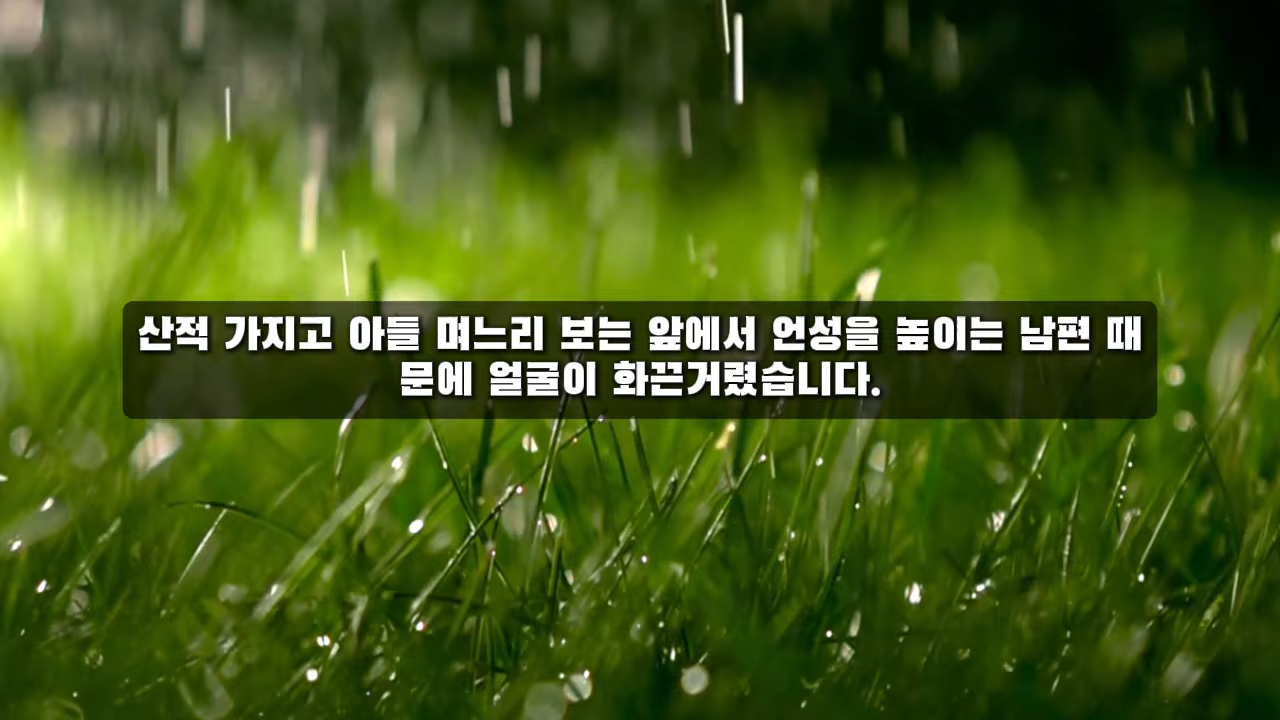 산적 가지고 아들 며느리 보는 앞에서 언성을 높이는 남편 때
문에 얼굴이 화끈거렸습니다.